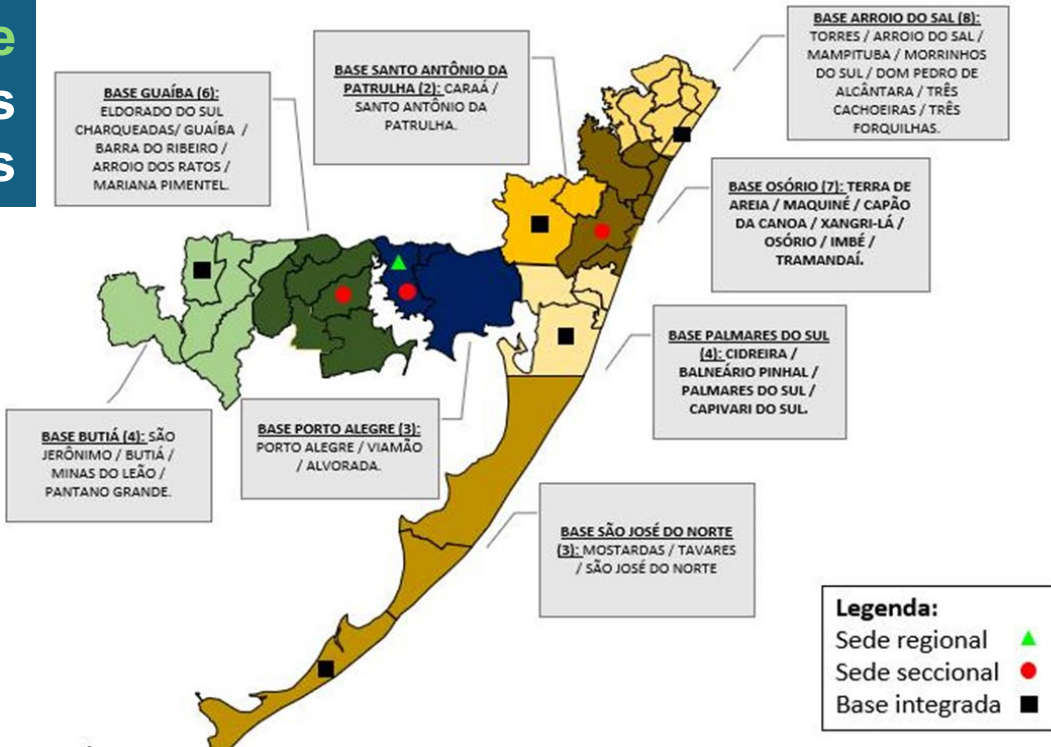 e
s
s
BASE GUAÍBA (6):
ELDORADO DO SUL
CHARQUEADAS/ GUAÍBA /
BARRA DO RIBEIRO /
ARROIO DOS RATOS /
MARIANA PIMENTEL.
BASE SANTO ANTÔNIO DA
PATRULHA (2): CARAÁ /
SANTO ANTÔNIO DA
PATRULHA.
BASE ARROIO DO SAL (8):
TORRES / ARROIO DO SAL /
MAMPITUBA / MORRINHOS
DO SUL / DOM PEDRO DE
ALCÂNTARA / TRÊS
CACHOEIRAS / TRÊS
FORQUILHAS.
BASE OSÓRIO (7): TERRA DE
AREIA / MAQUINÉ / CAPÃO
DA CANOA / XANGRI-LÁ /
OSÓRIO / IMBÉ /
TRAMANDAÍ.
BASE PALMARES DO SUL
(4): CIDREIRA /
BALNEÁRIO PINHAL /
PALMARES DO SUL /
CAPIVARI DO SUL.
BASE BUTIÁ (4): SÃO
JERÔNIMO / BUTIÁ /
MINAS DO LEÃO /
PANTANO GRANDE.
BASE PORTO ALEGRE (3):
PORTO ALEGRE / VIAMÃO
/ ALVORADA.
BASE SÃO JOSÉ DO NORTE
(3): MOSTARDAS / TAVARES
/ SÃO JOSÉ DO NORTE
Legenda:
Sede regional
Sede seccional
Base integrada